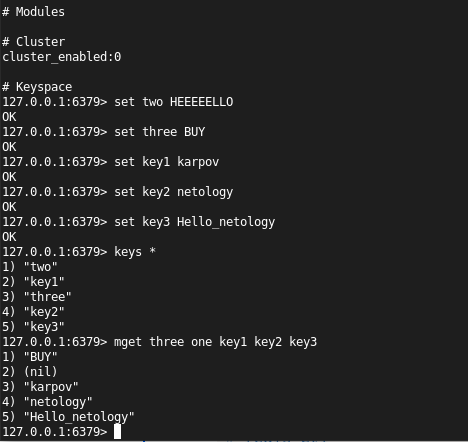 # Modules
# Cluster
cluster_enabled:0
# Keyspace
127.0.0.1:6379> set two HEEEEELLO
OK
127.0.0.1:6379> set three BUY
OK
127.0.0.1:6379> set key1 karpov
OK
127.0.0.1:6379> set key2 netology
OK
127.0.0.1:6379> set key3 Hello_netology
OK
127.0.0.1:6379> keys *
1) "two"
2) "key1"
3) "three"
4) "key2"
5) "key3"
127.0.0.1:6379> mget three one key1 key2 key3
1) "BUY"
2) (nil)
3) "karpov"
4) "netology"
5) "Hello_netology"
127.0.0.1:6379>